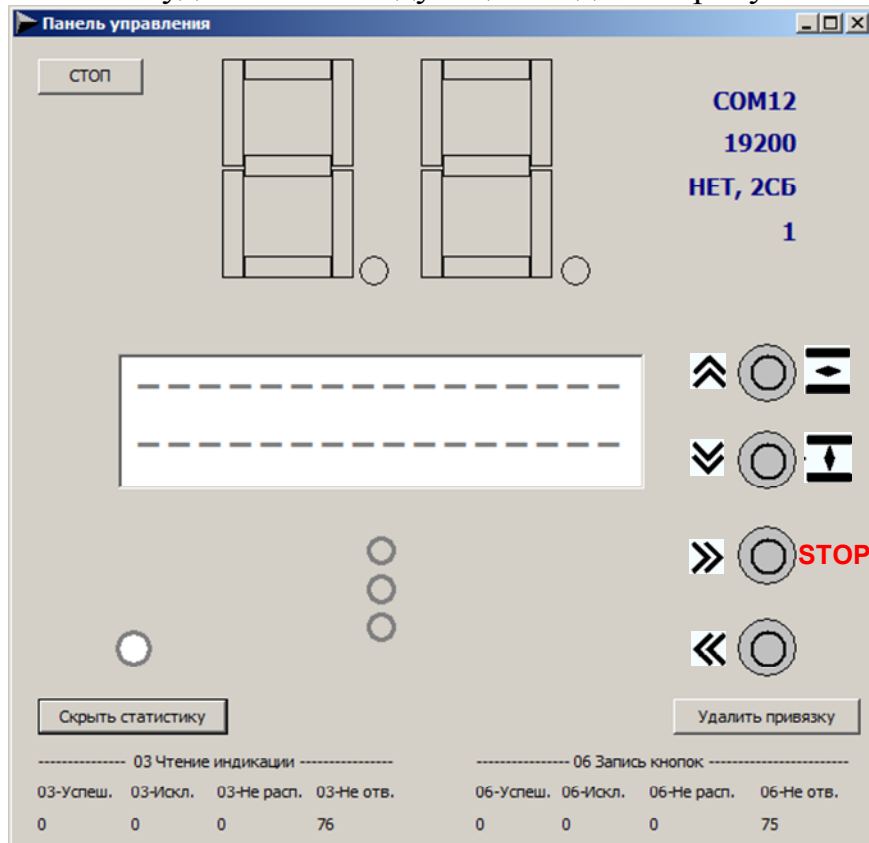 Панель управления
СТОП
COM12
19200
НЕТ, 2СБ
1
STOP
Скрыть статистику
Удалить привязку
--------------- 03 Чтение индикации ----------------
---------------- 06 Запись кнопок ------------------------
03-Успеш. 03-Искл. 03-Не расп. 03-Не отв.
06-Успеш. 06-Искл. 06-Не расп. 06-Не отв.
0 0 0 76
0 0 0 75